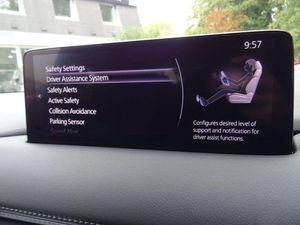 9:57
Safety Settings
Driver Assistance System
Safety Alerts
Active Safety
Collision Avoidance
Parking Sensor
Configures desired level of
support and notification for
driver assist functions.